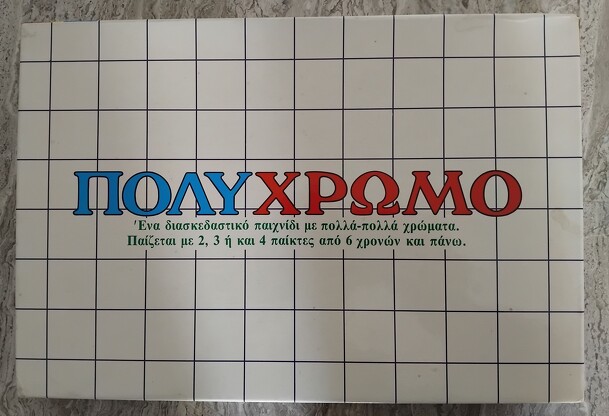 ΠΟΛΥΧΡΩΜΟ
Ένα διασκεδαστικό παιχνίδι με πολλά-πολλά χρώματα.
Παίζεται με 2, 3 ή και 4 παίκτες από 6 χρονών και πάνω.